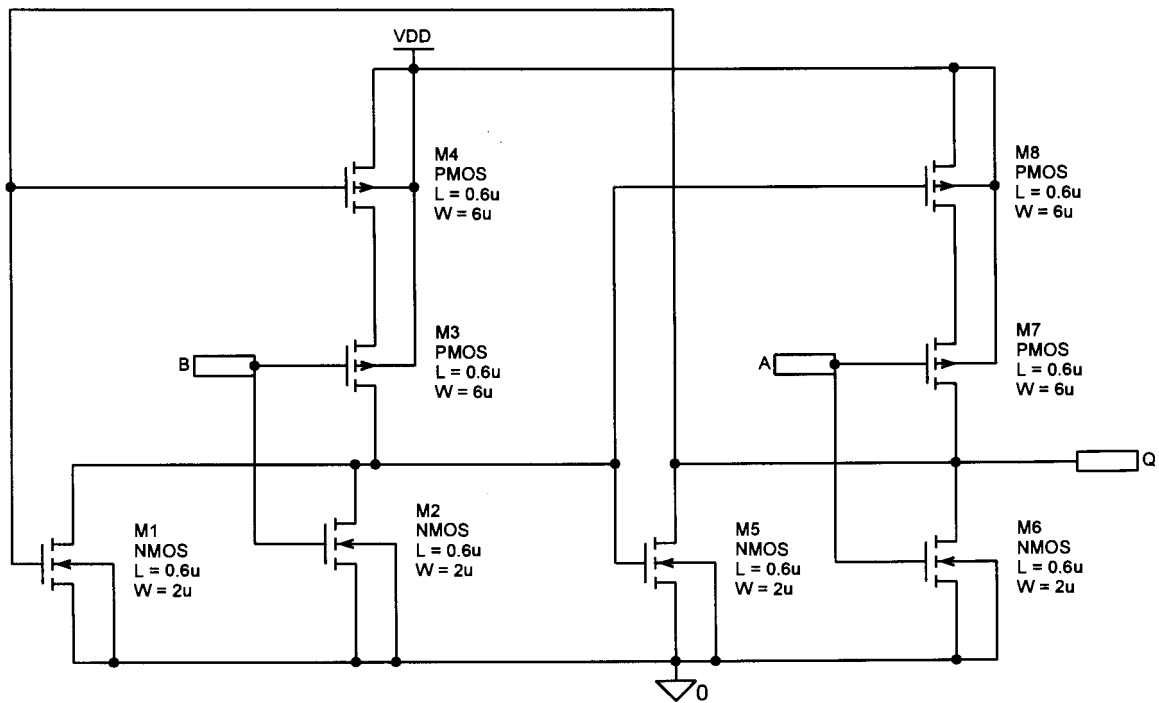 VDD
M4
PMOS
L = 0.6u
W = 6u
M8
PMOS
L = 0.6u
W = 6u
B
M3
PMOS
L = 0.6u
W = 6u
A
M7
PMOS
L = 0.6u
W = 6u
Q
M1
NMOS
L = 0.6u
W = 2u
M2
NMOS
L = 0.6u
W = 2u
M5
NMOS
L = 0.6u
W = 2u
M6
NMOS
L = 0.6u
W = 2u
0